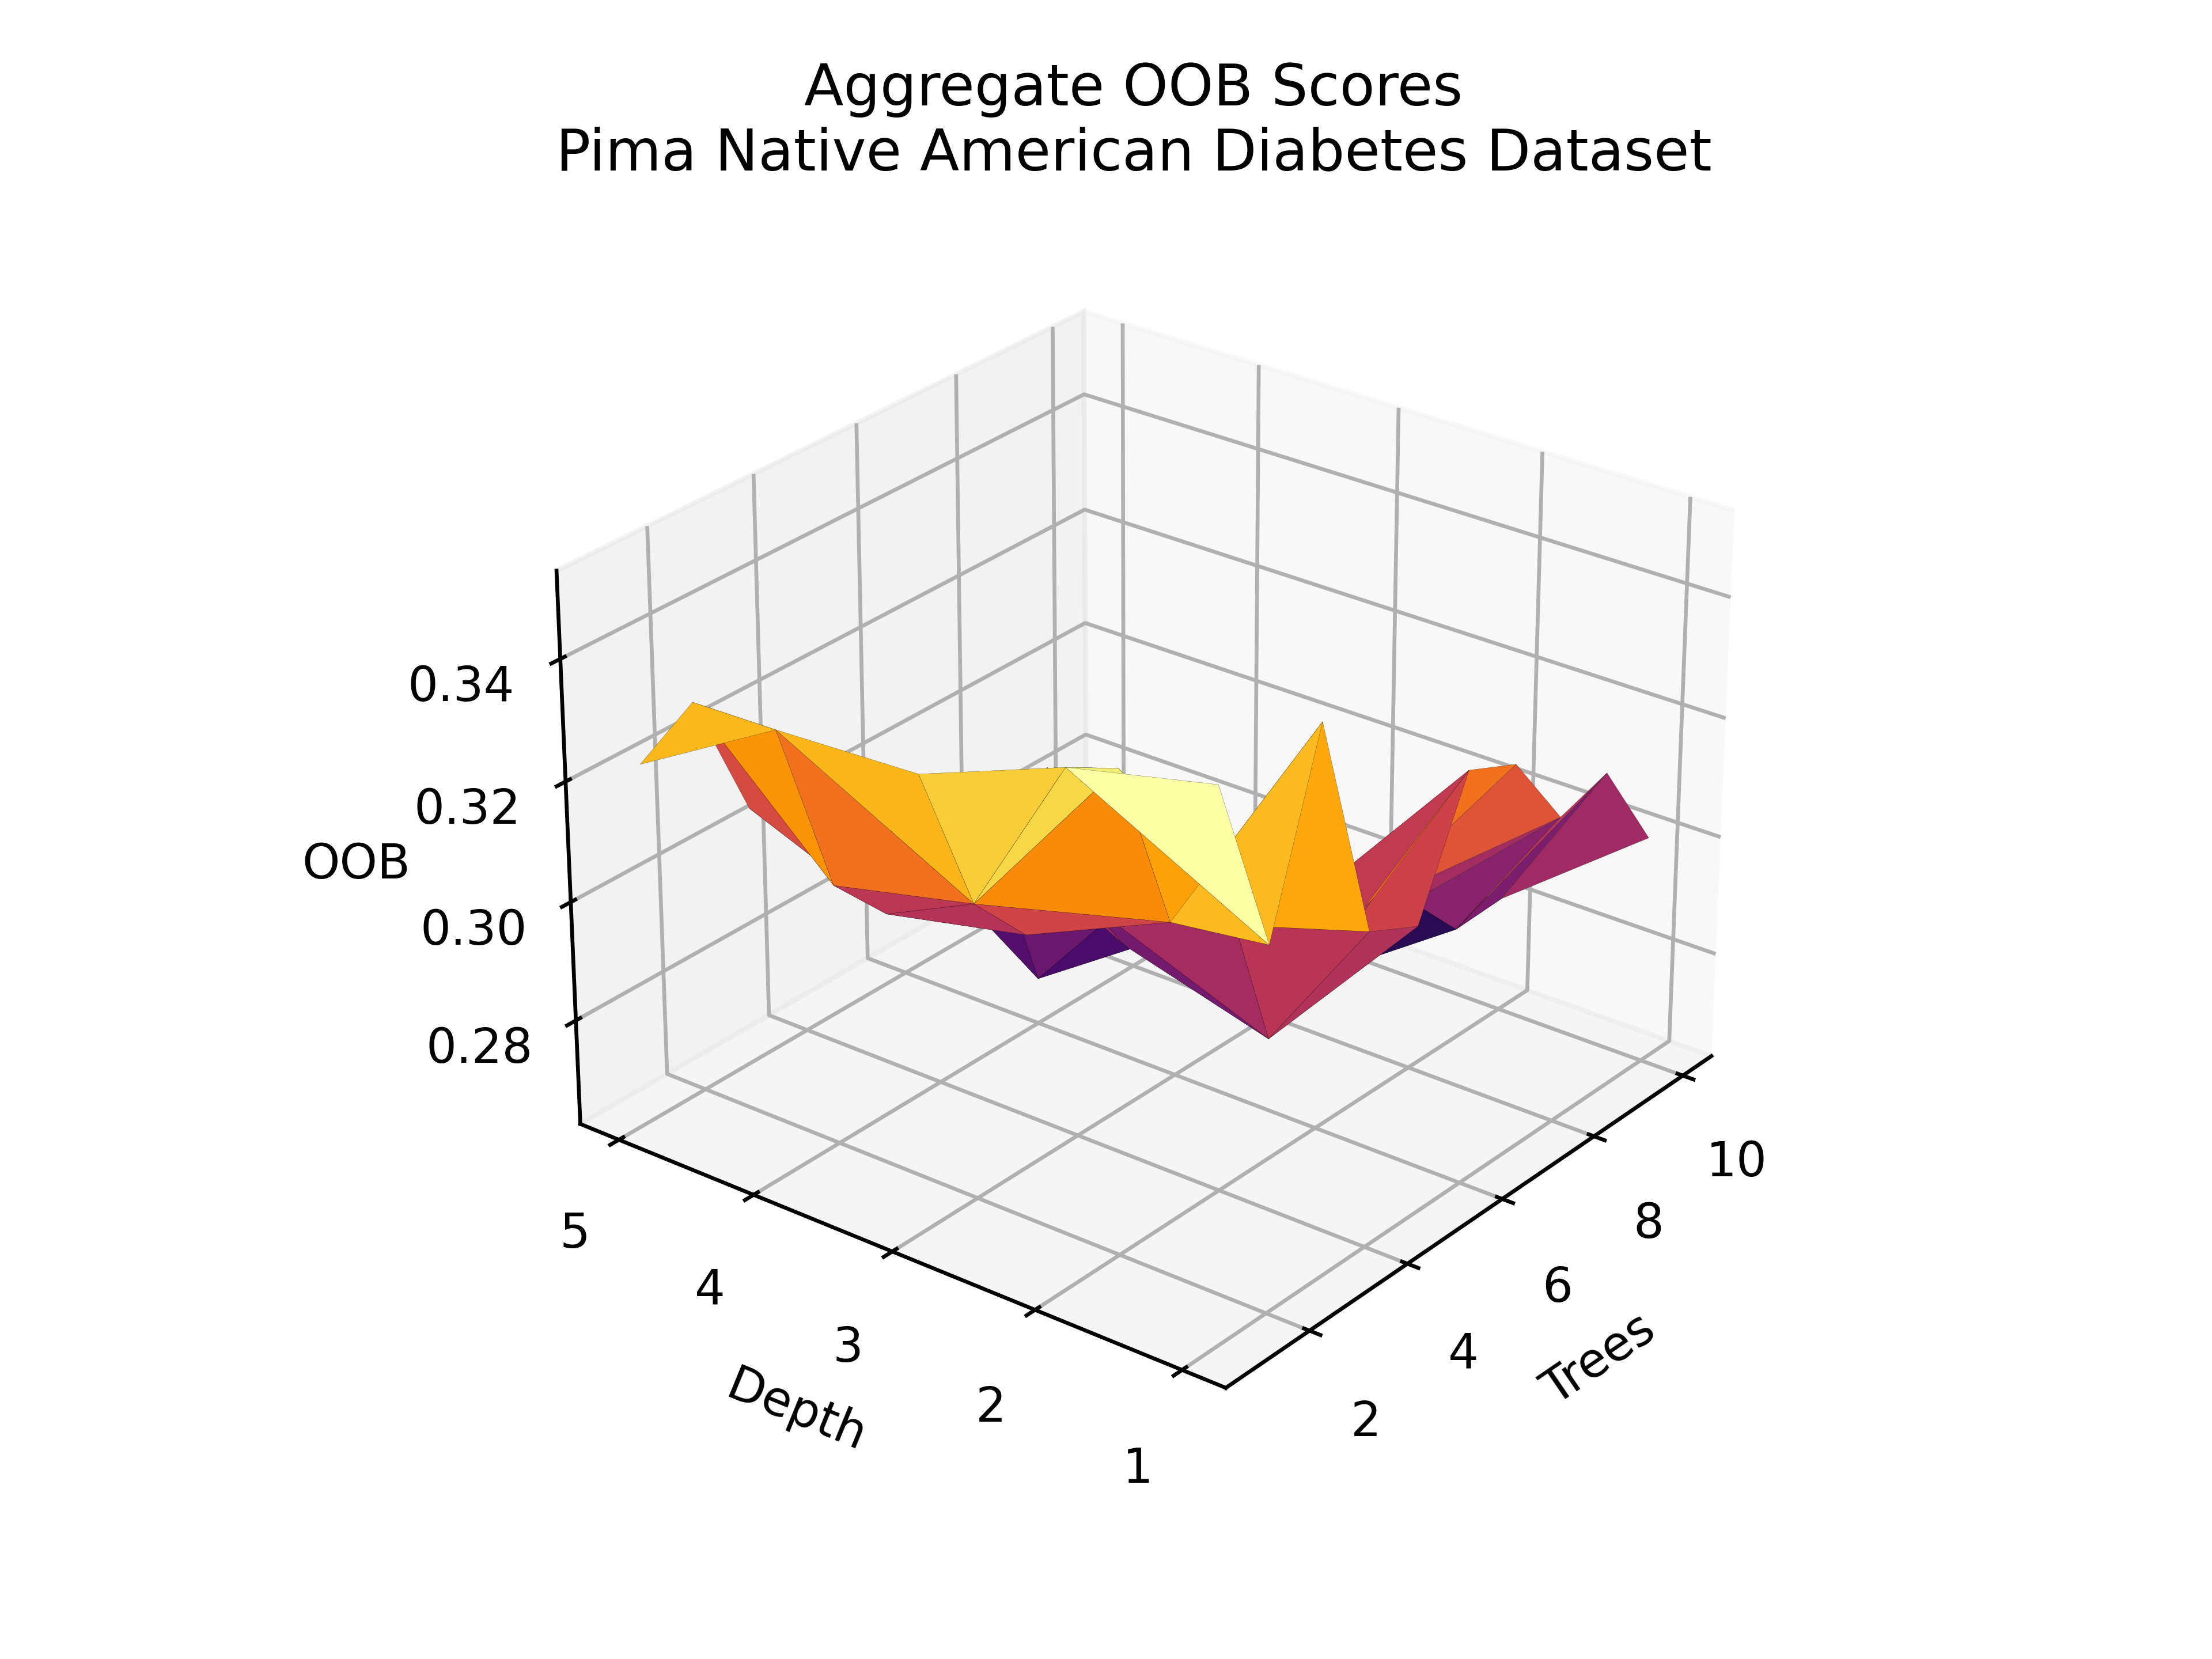 Aggregate OOB Scores
Pima Native American Diabetes Dataset
0.34
0.32
0.30
0.28
OOB
5
4
3
2
1
Depth
2
4
6
8
10
Trees